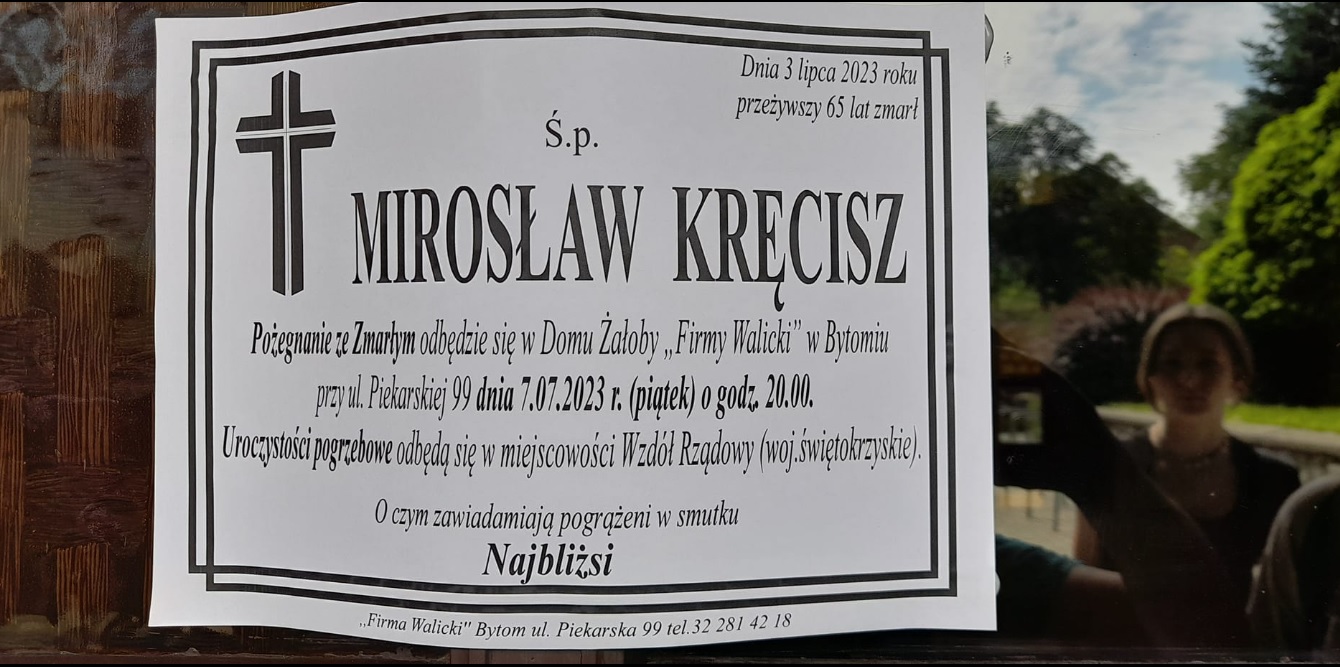 Dnia 3 lipca 2023 roku
przeżywszy 65 lat zmarł
Ś.p.
MIROSŁAW KRĘCISZ
Pożegnanie ze Zmarłym odbędzie się w Domu Żałoby „Firmy Walicki” w Bytomiu
przy ul. Piekarskiej 99 dnia 7.07.2023 r. (piątek) o godz. 20.00.
Uroczystości pogrzebowe odbędą się w miejscowości Wzdół Rządowy (woj.świętokrzyskie).
O czym zawiadamiają pogrążeni w smutku
Najbliżsi
„Firma Walicki" Bytom ul. Piekarska 99 tel.32 281 42 18